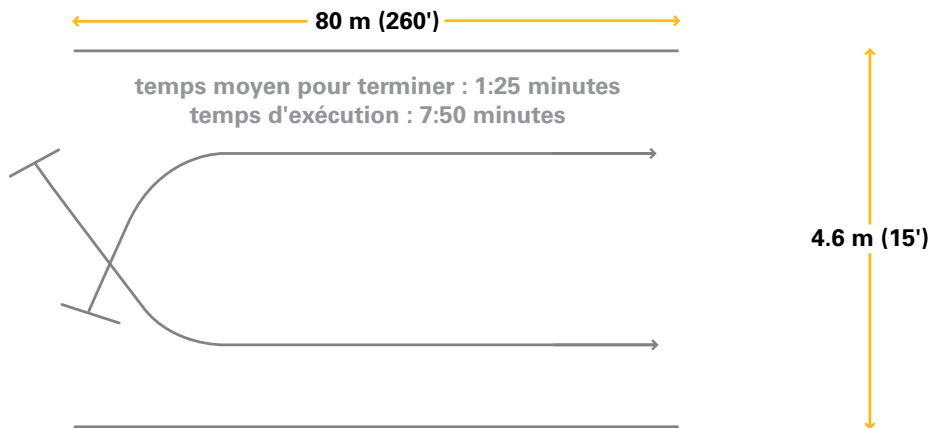 80 m (260')
temps moyen pour terminer : 1:25 minutes
temps d'exécution : 7:50 minutes
4.6 m (15')